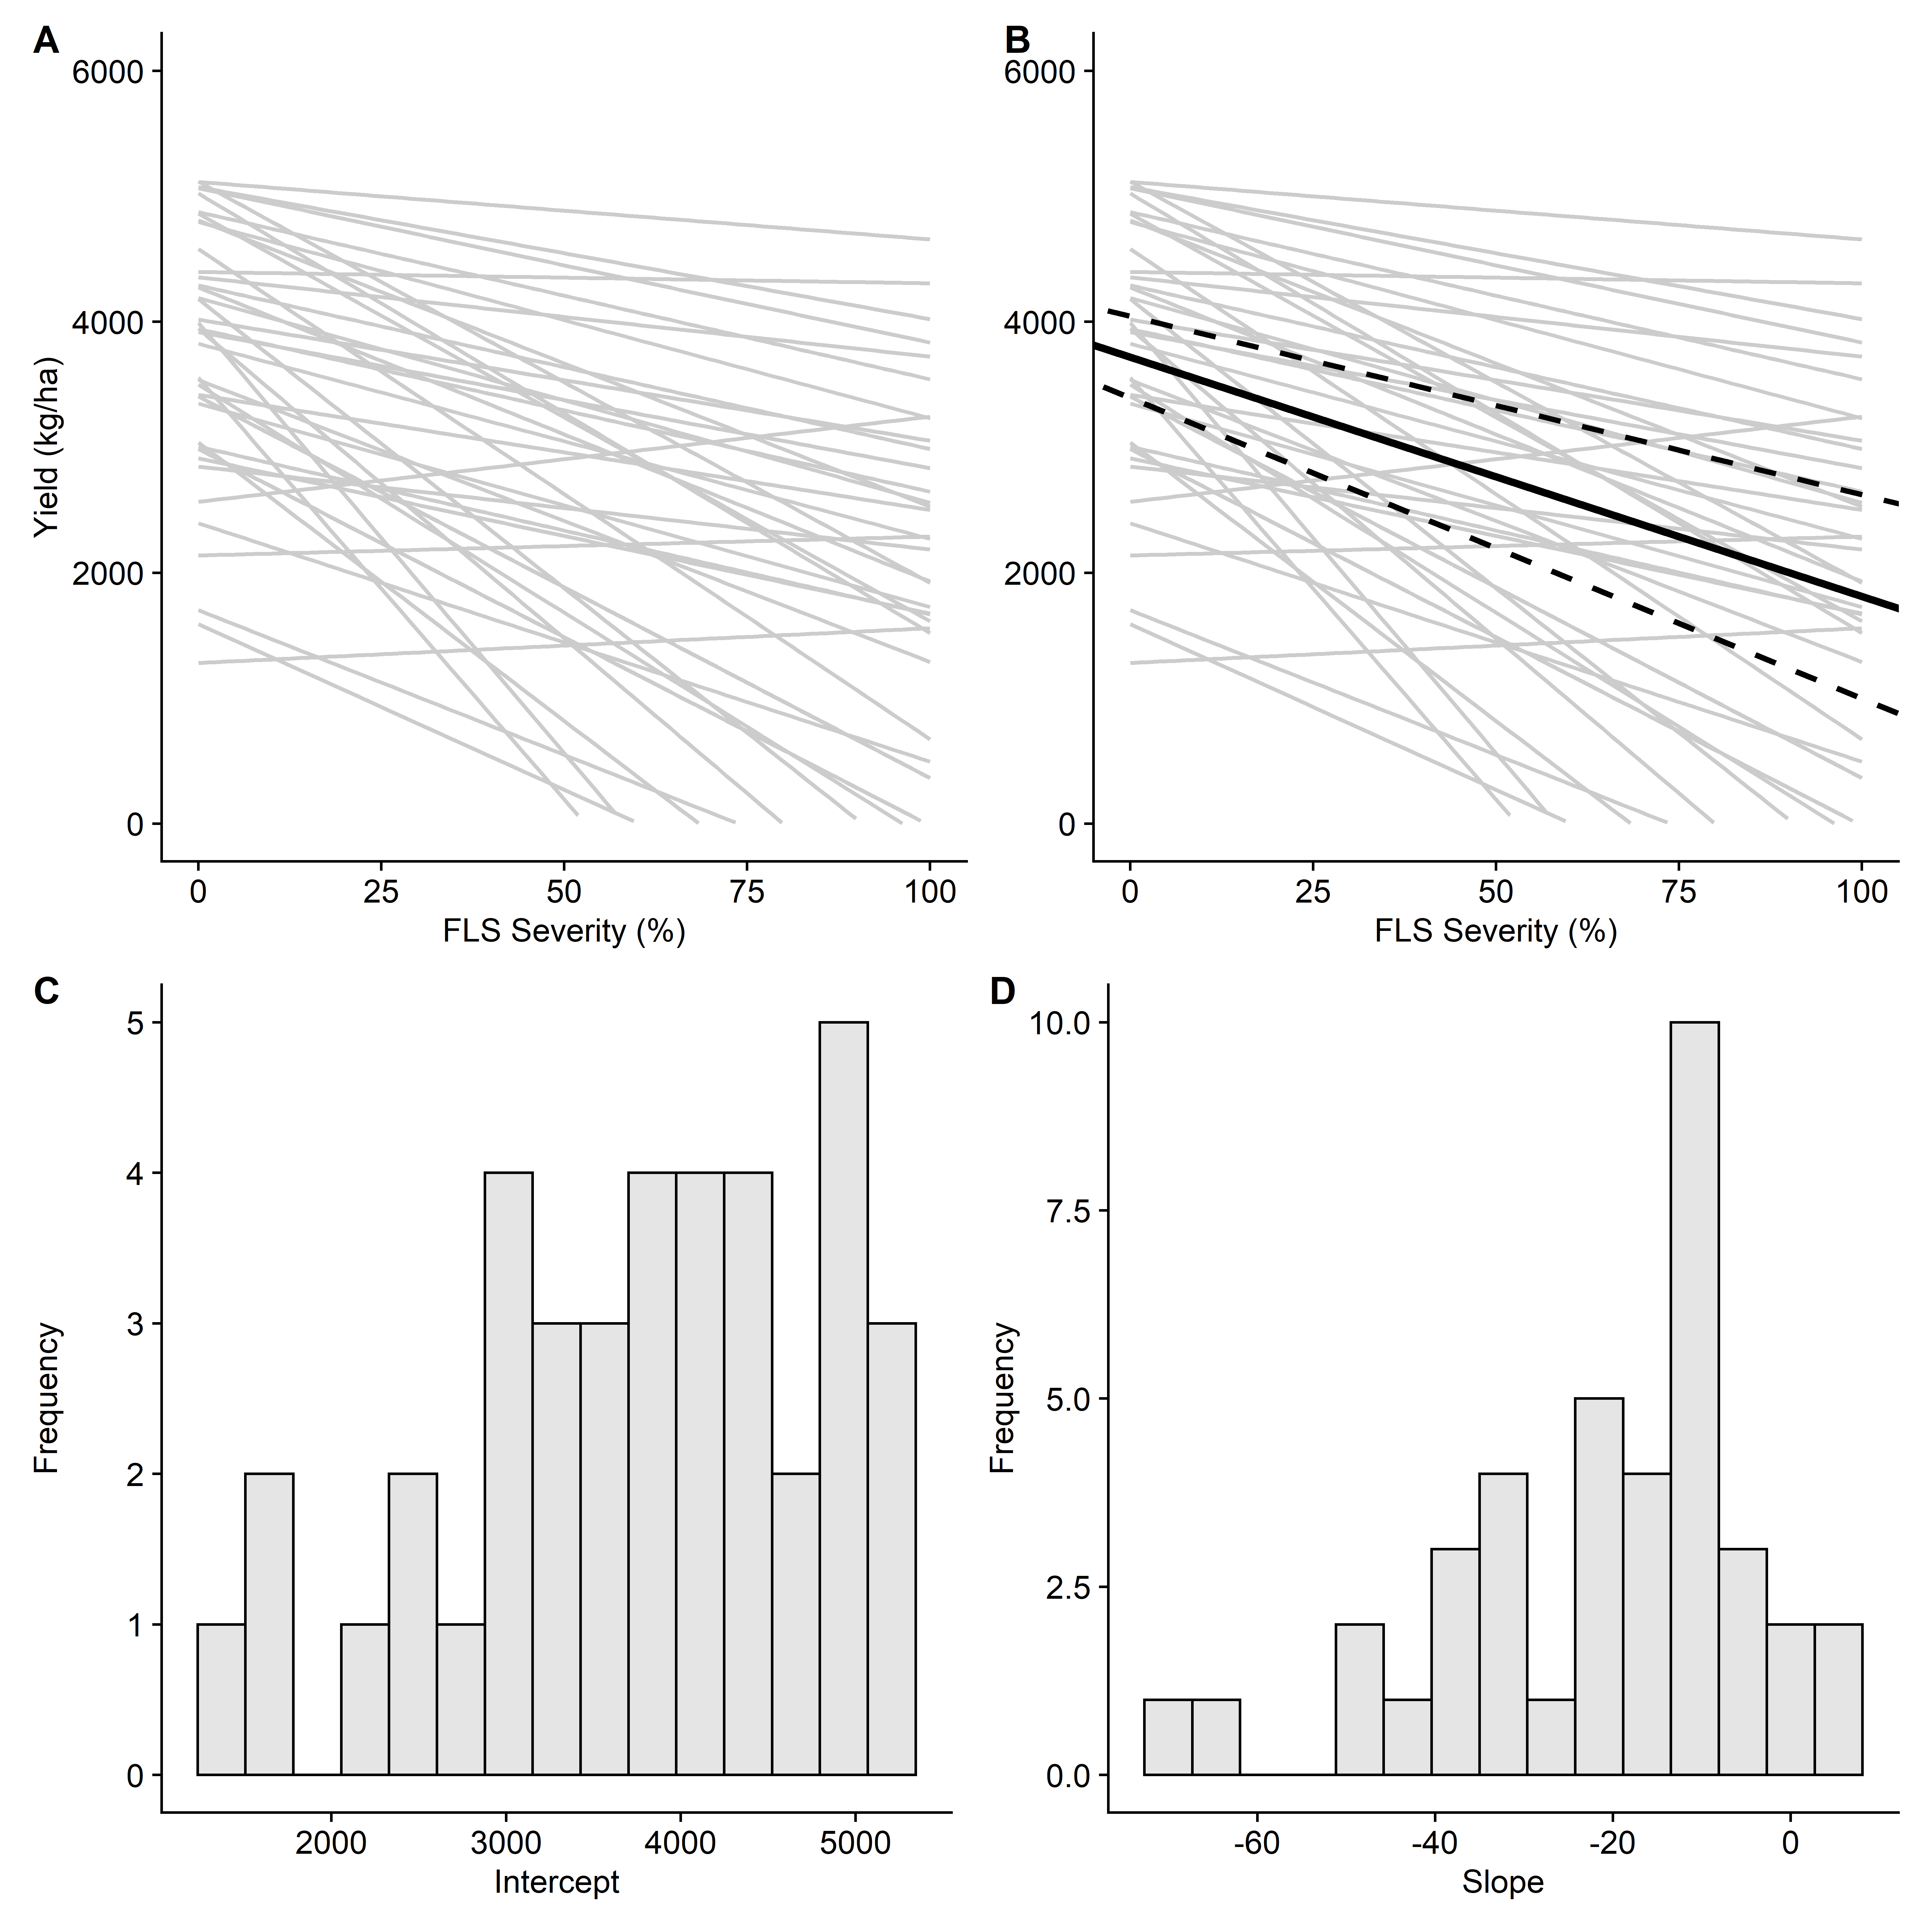 A
6000
4000
2000
0
Yield (kg/ha)
0 25 50 75 100
FLS Severity (%)
B
6000
4000
2000
0
0 25 50 75 100
FLS Severity (%)
C
5
4
3
2
1
0
Frequency
2000 3000 4000 5000
Intercept
D
10.0
7.5
5.0
2.5
0.0
Frequency
-60 -40 -20 0
Slope